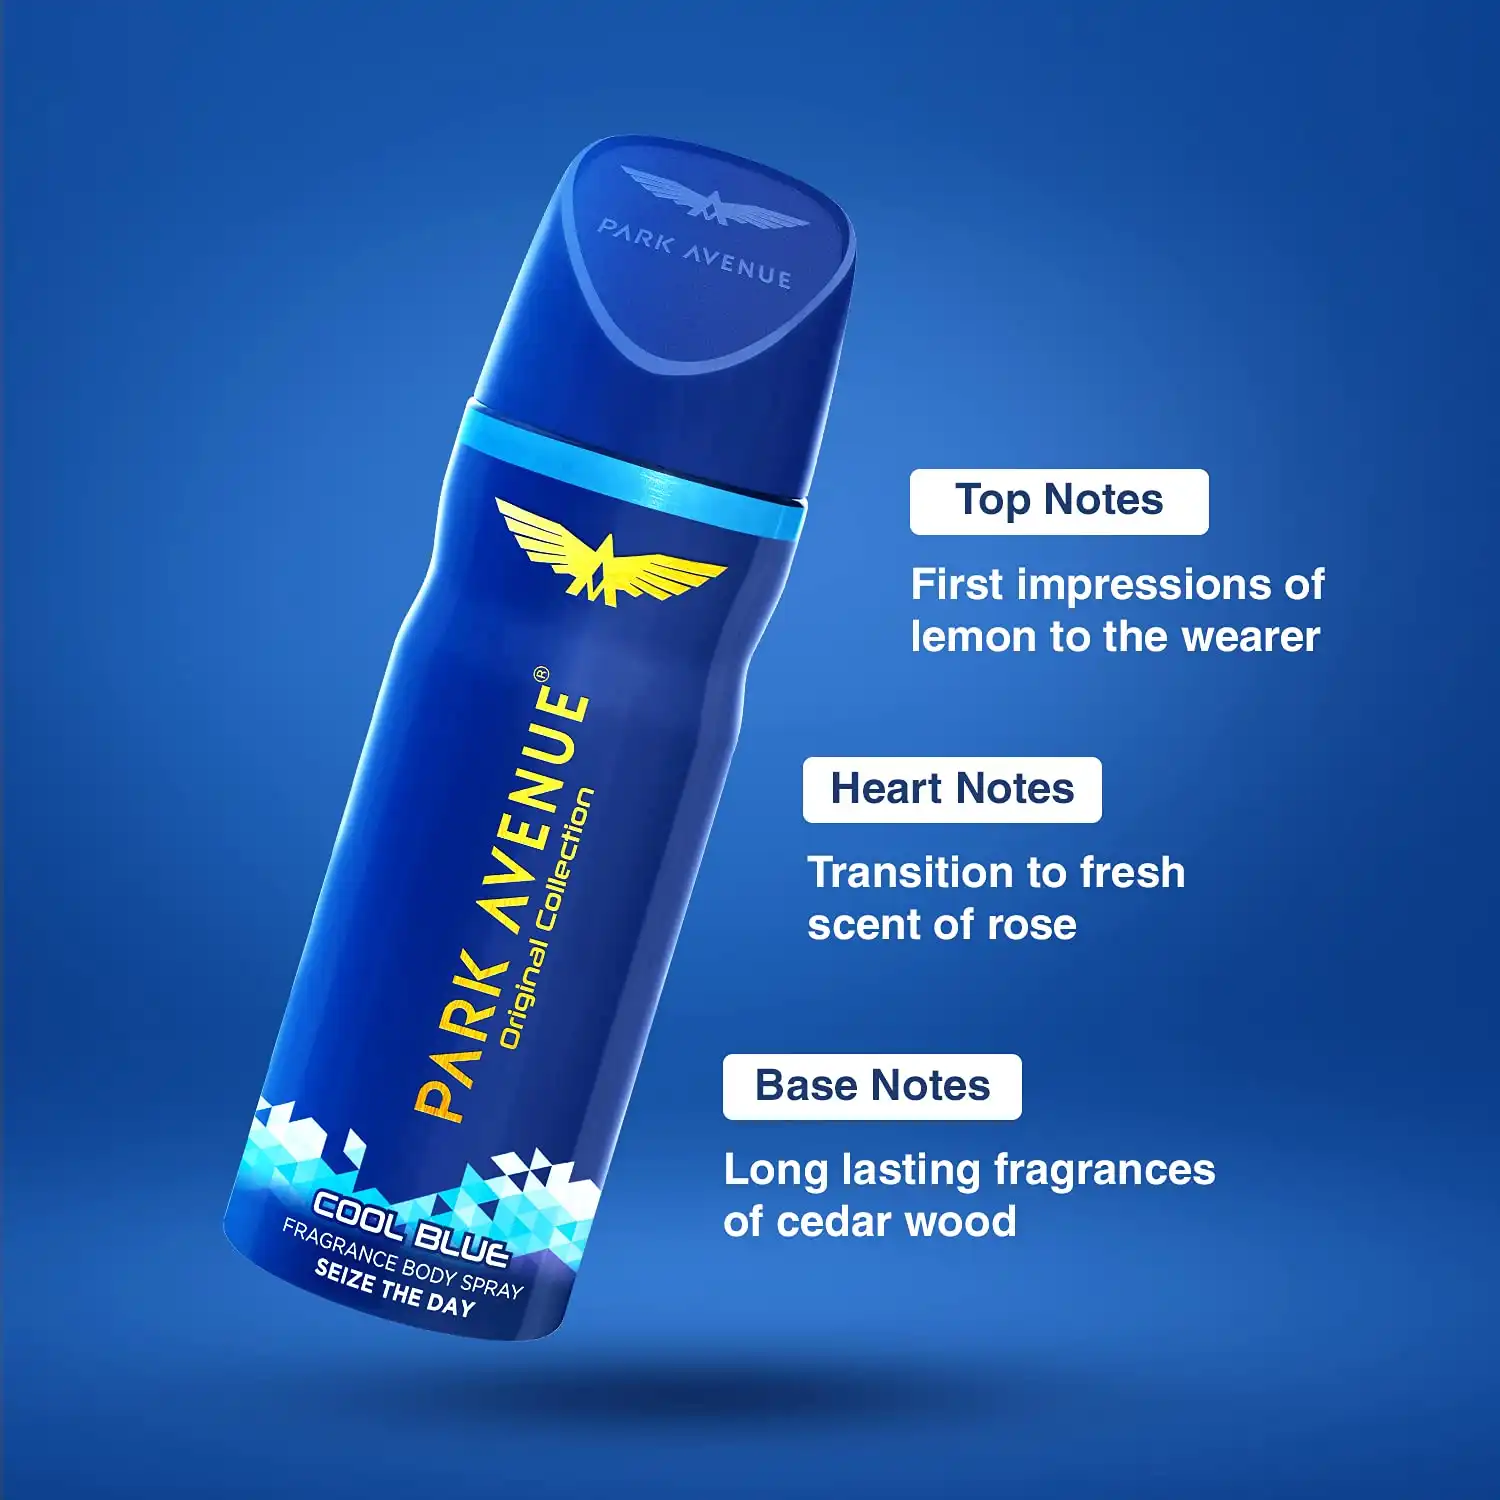 PARK AVENUE
PARK AVENUE®
Original Collection
COOL BLUE
FRAGRANCE BODY SPRAY
SEIZE THE DAY
Top Notes
First impressions of
lemon to the wearer
Heart Notes
Transition to fresh
scent of rose
Base Notes
Long lasting fragrances
of cedar wood